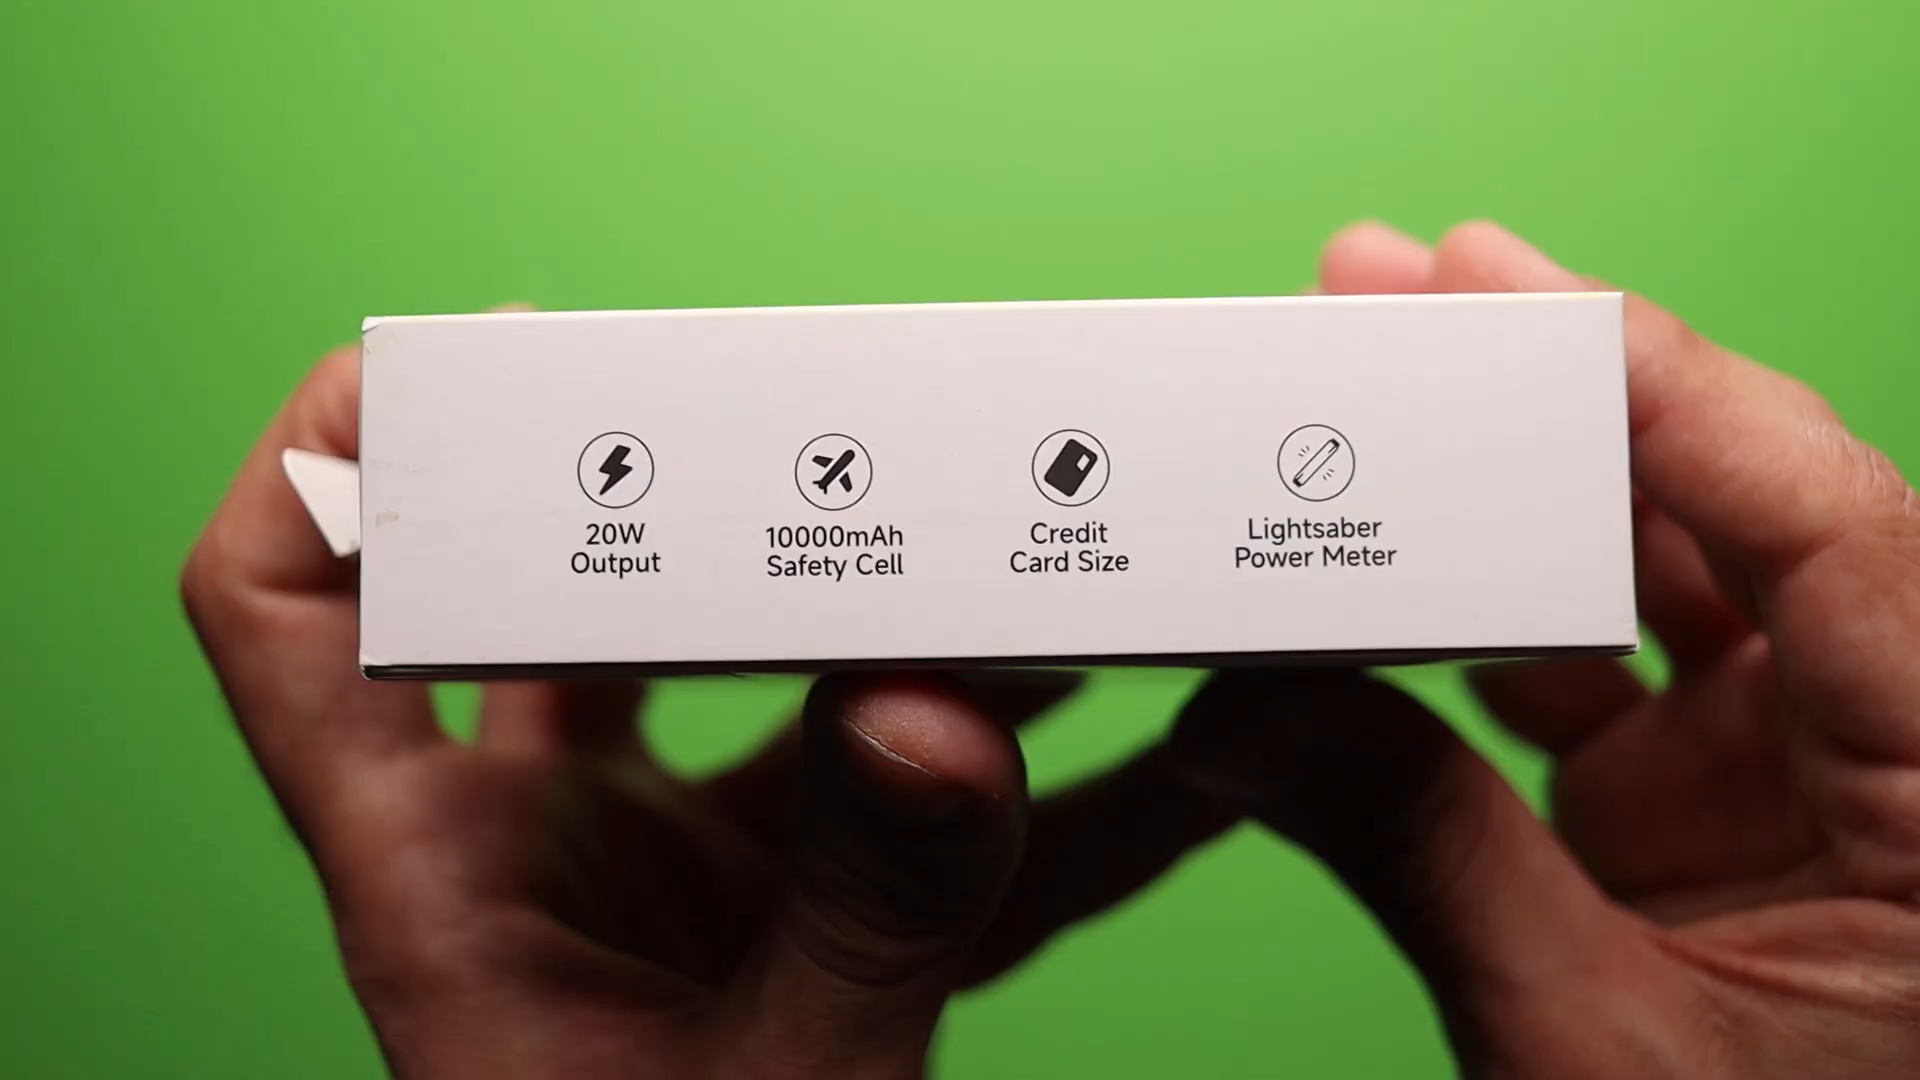 20W
Output
10000mAh
Safety Cell
Credit
Card Size
Lightsaber
Power Meter